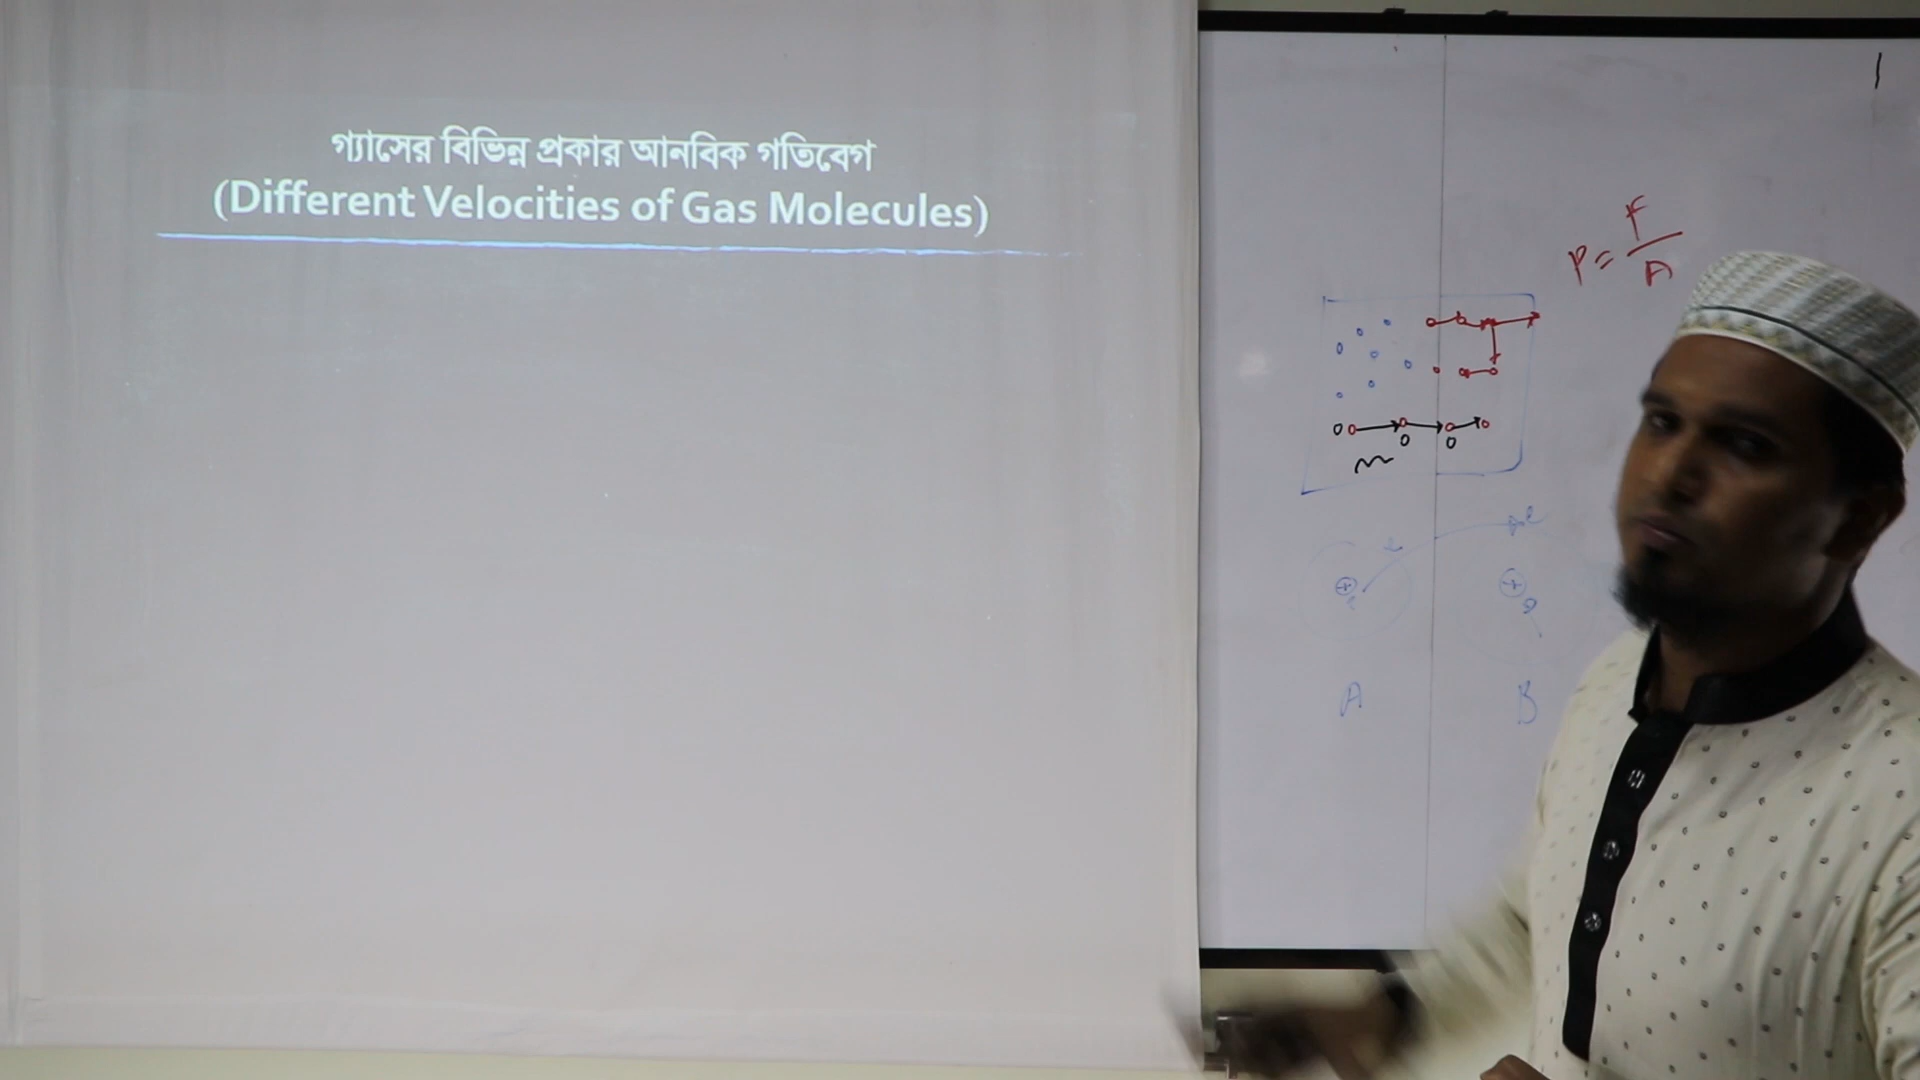 গ্যাসের বিভিন্ন প্রকার আনবিক গতিবেগ
(Different Velocities of Gas Molecules)
P = F/A
A
B